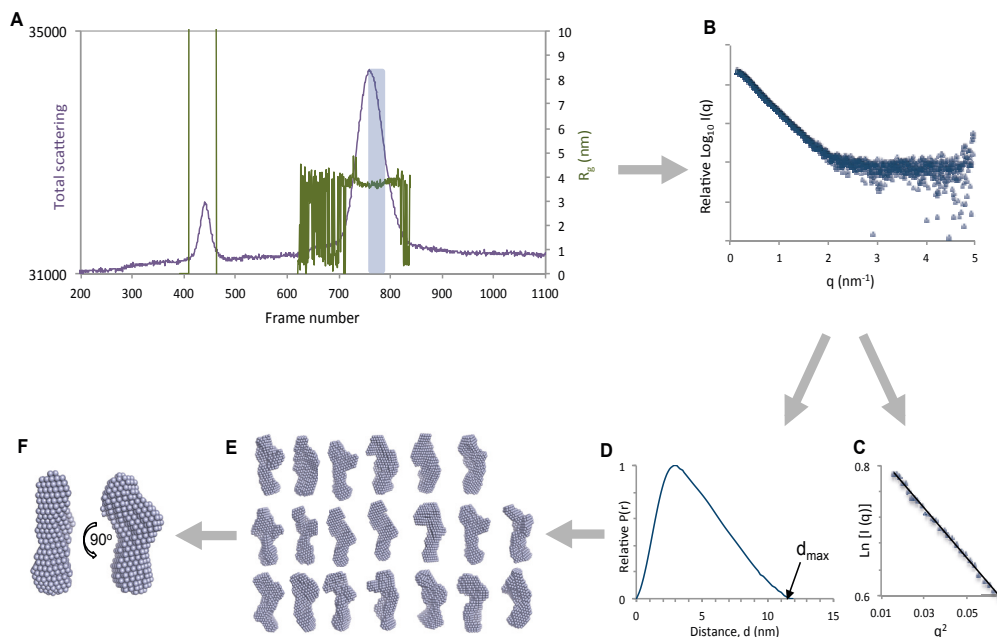 A
35000
31000
Total scattering
200 300 400 500 600 700 800 900 1000 1100
Frame number
10
9
8
7
6
5
4
3
2
1
0
Rg (nm)
B
Relative Log10 I(q)
0 1 2 3 4 5
q (nm-1)
F
90o
E
D
Relative P(r)
1
0
dmax
0 5 10 15
Distance, d (nm)
C
Ln [I (q)]
0.8
0.6
0.01 0.03 0.05
q2